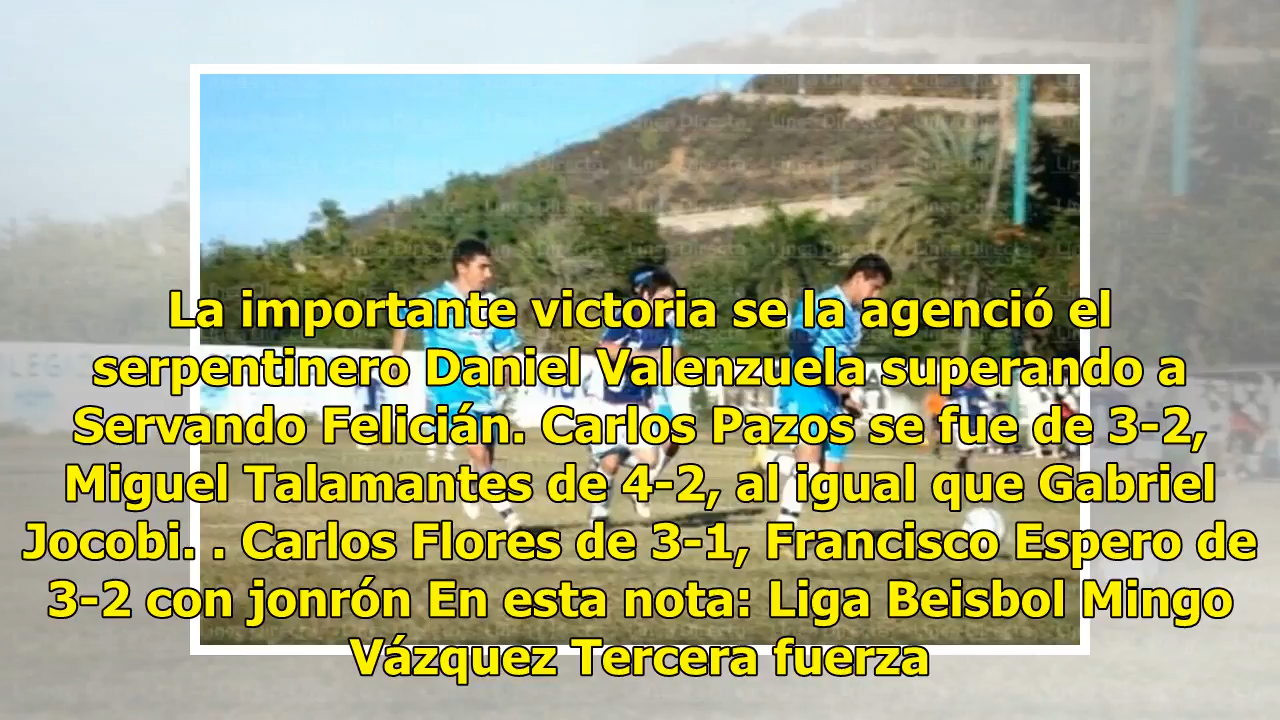 La importante victoria se la agenció el
serpentinero Daniel Valenzuela superando a
Servando Felicián. Carlos Pazos se fue de 3-2,
Miguel Talamantes de 4-2, al igual que Gabriel
Jocobi. . Carlos Flores de 3-1, Francisco Espero de
3-2 con jonrón En esta nota: Liga Beisbol Mingo
Vázquez Tercera fuerza
Línea Directa